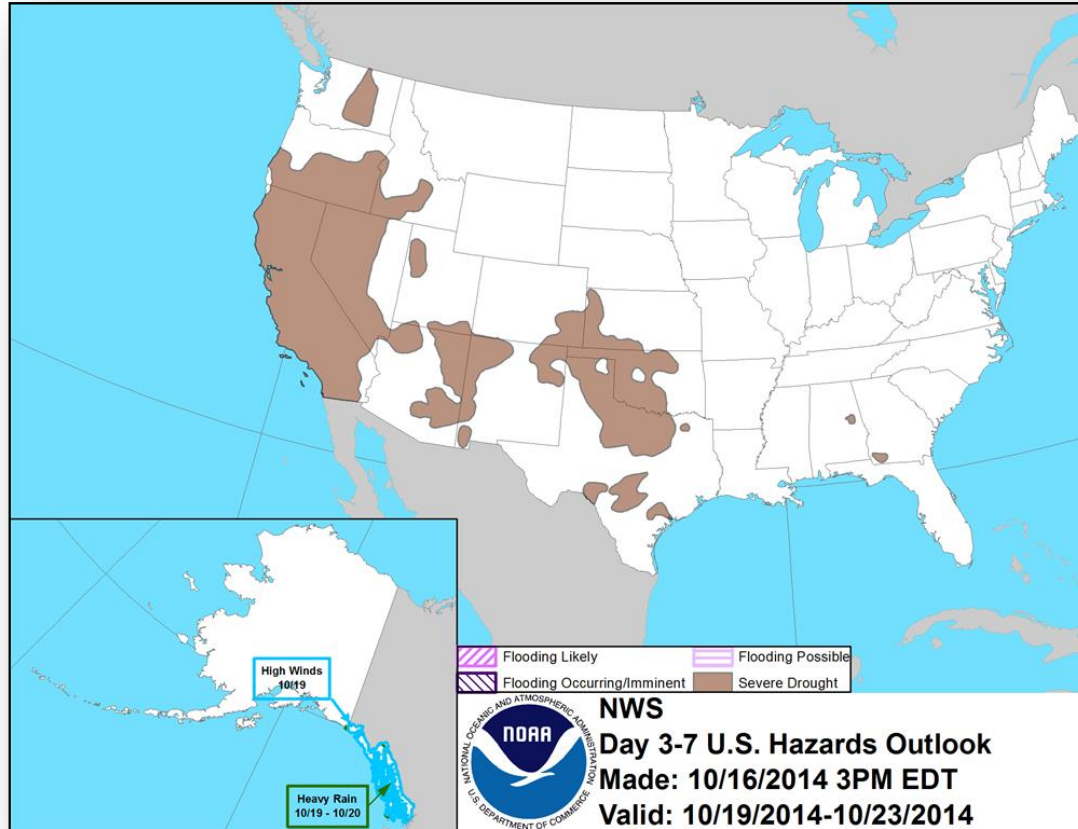 High Winds
10/19
Heavy Rain
10/19 - 10/20
Flooding Likely
Flooding Possible
Flooding Occurring/Imminent
Severe Drought
NATIONAL OCEANIC AND ATMOSPHERIC ADMINISTRATION
NOAA
U.S. DEPARTMENT OF COMMERCE
NWS
Day 3-7 U.S. Hazards Outlook
Made: 10/16/2014 3PM EDT
Valid: 10/19/2014-10/23/2014